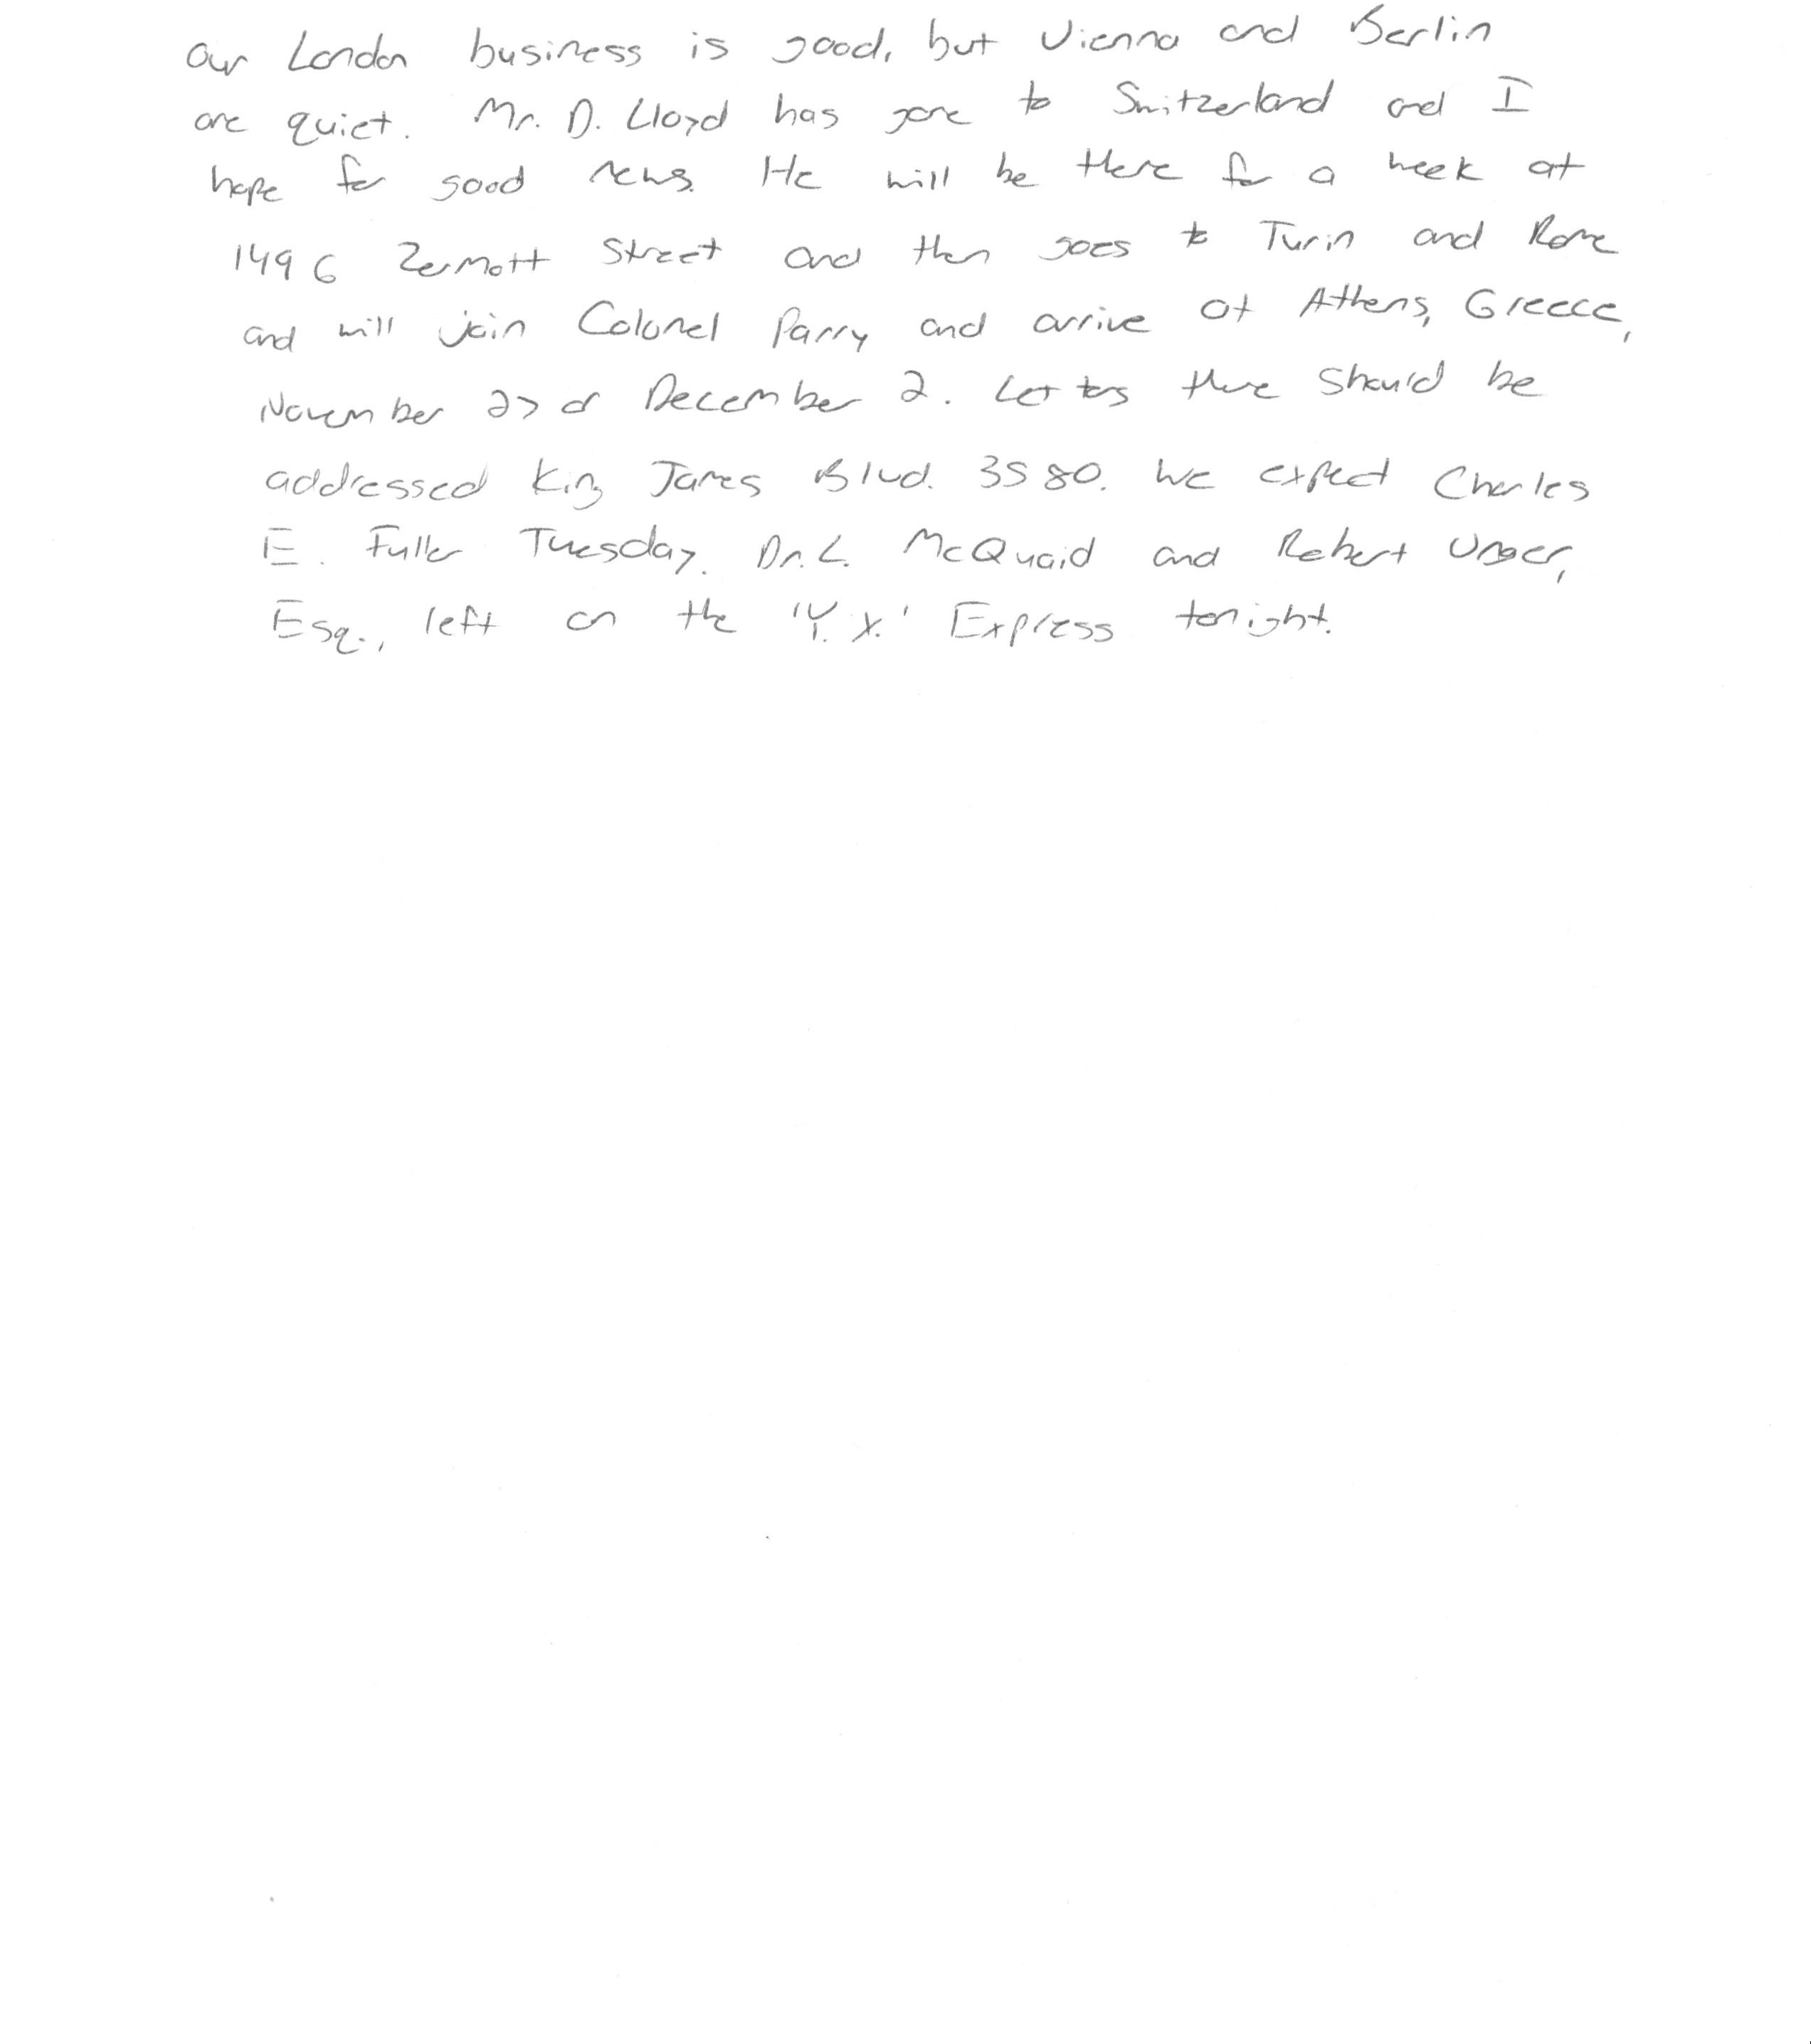 Our London business is good, but Vienna and Berlin
are quiet. Mr. D. Lloyd has gone to Switzerland and I
hope for good news. He will be there for a week at
1496 Zermott Street and then goes to Turin and Rome
and will join Colonel Parry and arrive at Athens, Greece,
November 27 or December 2. Letters there should be
addressed King James Blvd. 3580. We expect Charles
E. Fuller Tuesday. Dr. L. McQuaid and Robert Unger,
Esq., left on the 'Y.X.' Express tonight.